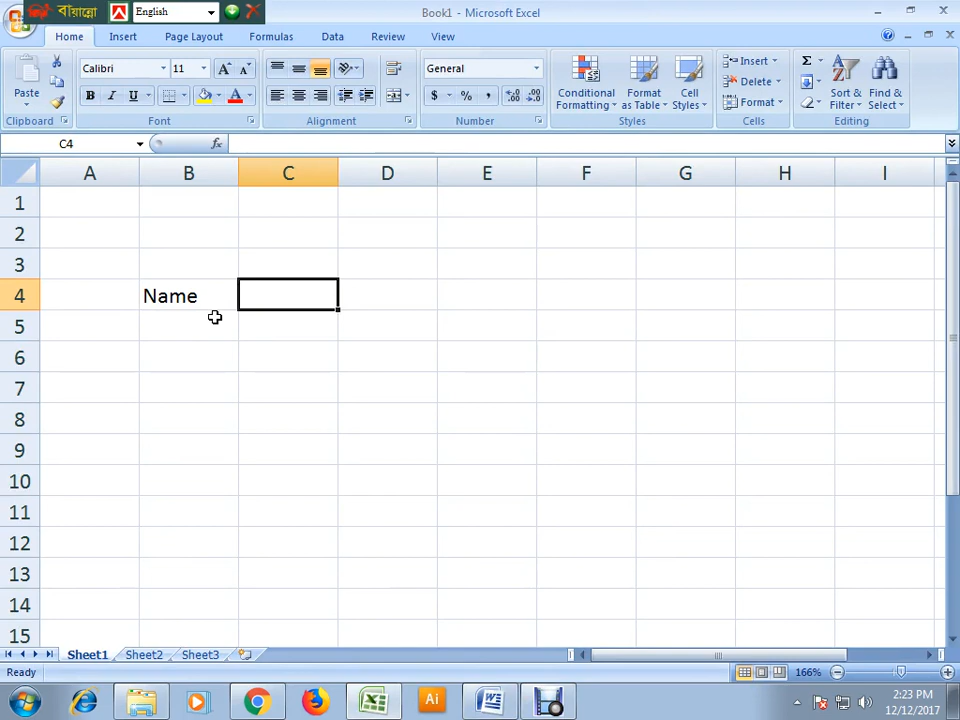 বায়ান্নো English
Book1 - Microsoft Excel
Home Insert Page Layout Formulas Data Review View
Paste
Calibri 11
B I U
General
$ % ,
Conditional Formatting
Format as Table
Cell Styles
Insert
Delete
Format
Σ
Sort & Filter
Find & Select
Clipboard Font Alignment Number Styles Cells Editing
C4 fx
A B C D E F G H I
1
2
3
4 Name
5
6
7
8
9
10
11
12
13
14
15
Sheet1 Sheet2 Sheet3
Ready 166%
Ai
2:23 PM
12/12/2017